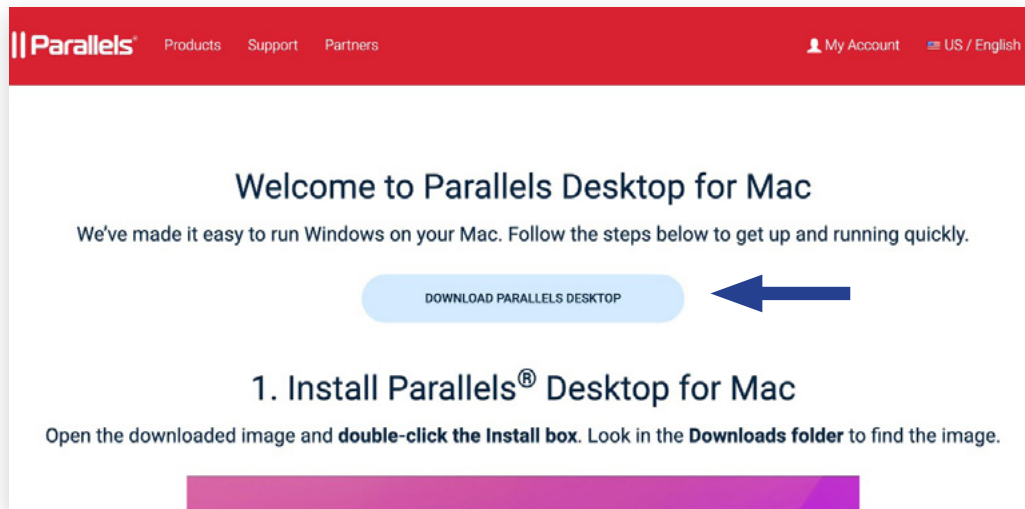 Parallels® Products Support Partners My Account US / English
Welcome to Parallels Desktop for Mac
We've made it easy to run Windows on your Mac. Follow the steps below to get up and running quickly.
DOWNLOAD PARALLELS DESKTOP
1. Install Parallels® Desktop for Mac
Open the downloaded image and double-click the Install box. Look in the Downloads folder to find the image.